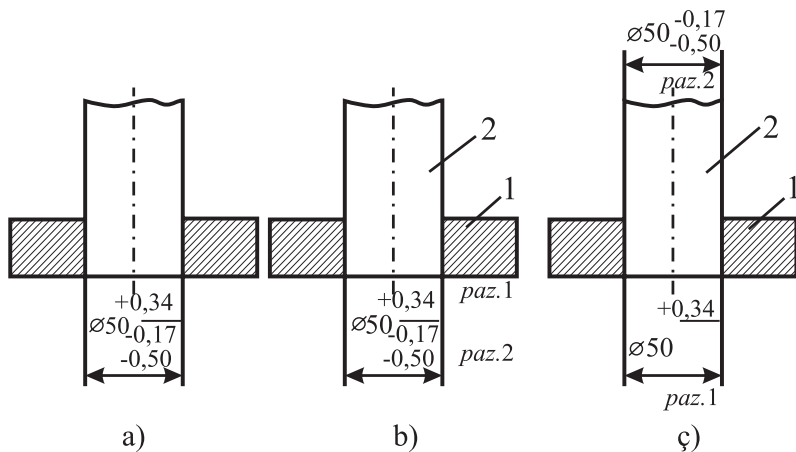 ⌀50 -0,17
-0,50
paz.2
2
1
2
1
+0,34
⌀50
-0,17
-0,50
+0,34
⌀50
-0,17
-0,50
paz.1
paz.2
+0,34
⌀50
paz.1
a)
b)
ç)